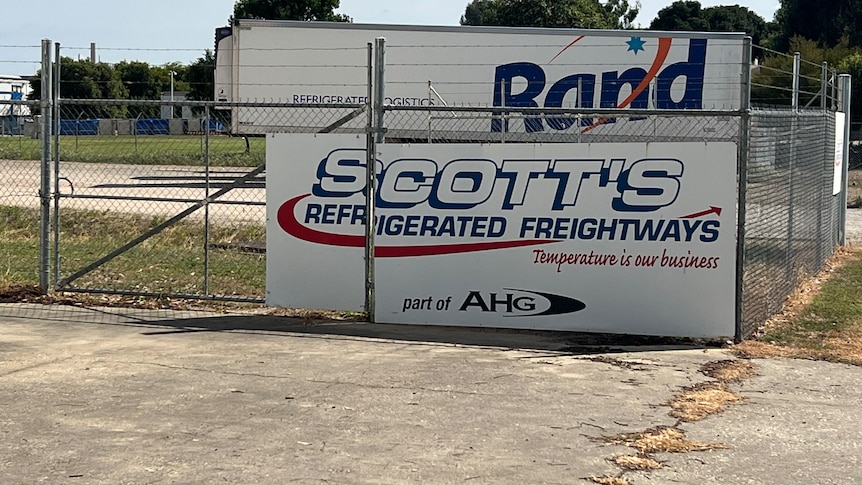 REFRIGERATED LOGISTICS
Rand
SCOTT'S
REFRIGERATED FREIGHTWAYS
Temperature is our business
part of AHG